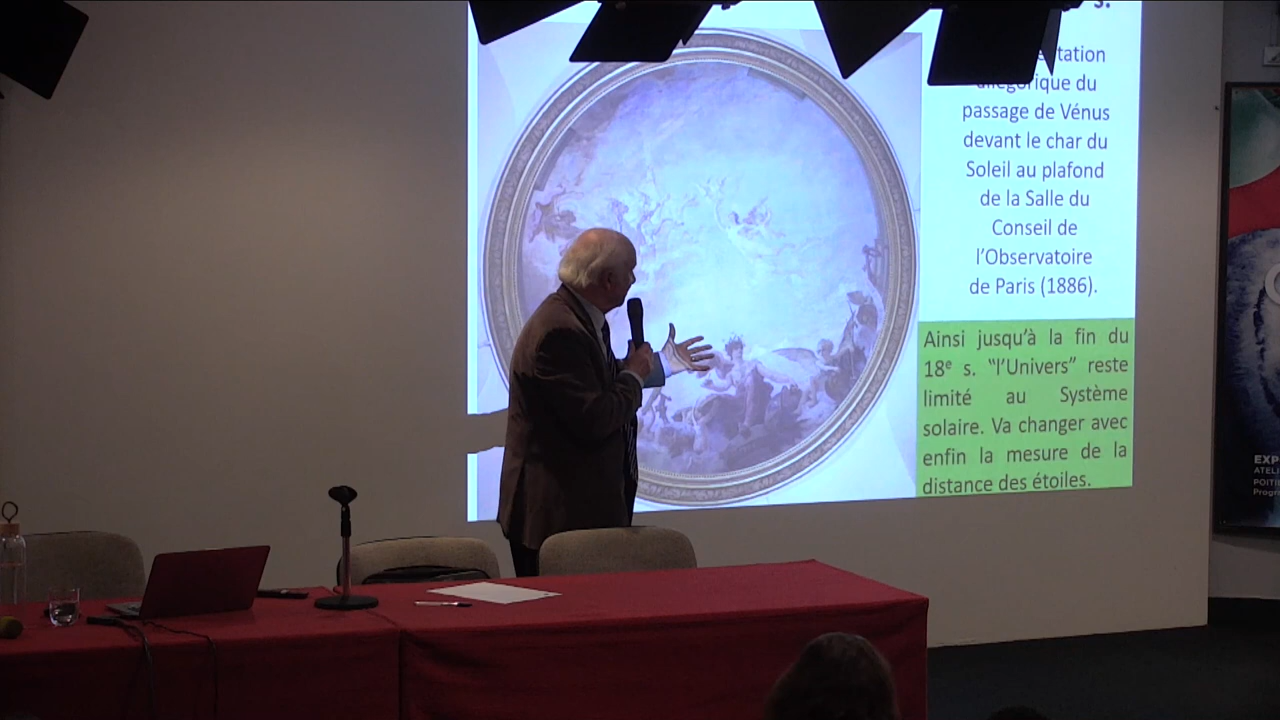 s.
allégorique du
passage de Vénus
devant le char du
Soleil au plafond
de la Salle du
Conseil de
l'Observatoire
de Paris (1886).
Ainsi jusqu'à la fin du
18e s. "l'Univers" reste
limité au Système
solaire. Va changer avec
enfin la mesure de la
distance des étoiles.
EXP
ATELI
POITI
Progr